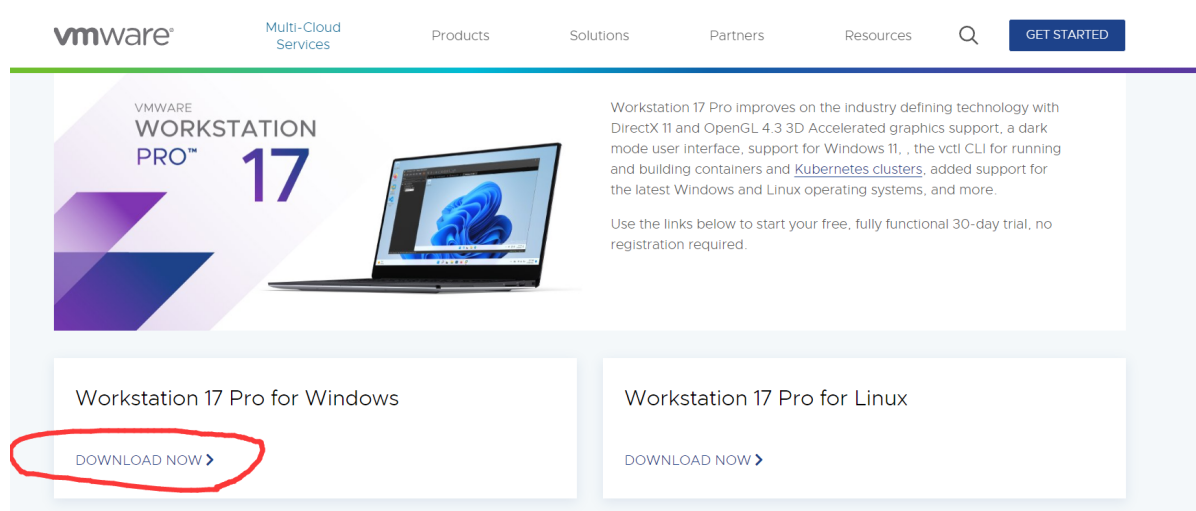 vmware®
Multi-Cloud
Services
Products
Solutions
Partners
Resources
GET STARTED
VMWARE
WORKSTATION
PRO™ 17
Workstation 17 Pro improves on the industry defining technology with
DirectX 11 and OpenGL 4.3 3D Accelerated graphics support, a dark
mode user interface, support for Windows 11, , the vctl CLI for running
and building containers and Kubernetes clusters, added support for
the latest Windows and Linux operating systems, and more.
Use the links below to start your free, fully functional 30-day trial, no
registration required.
Workstation 17 Pro for Windows
DOWNLOAD NOW
Workstation 17 Pro for Linux
DOWNLOAD NOW